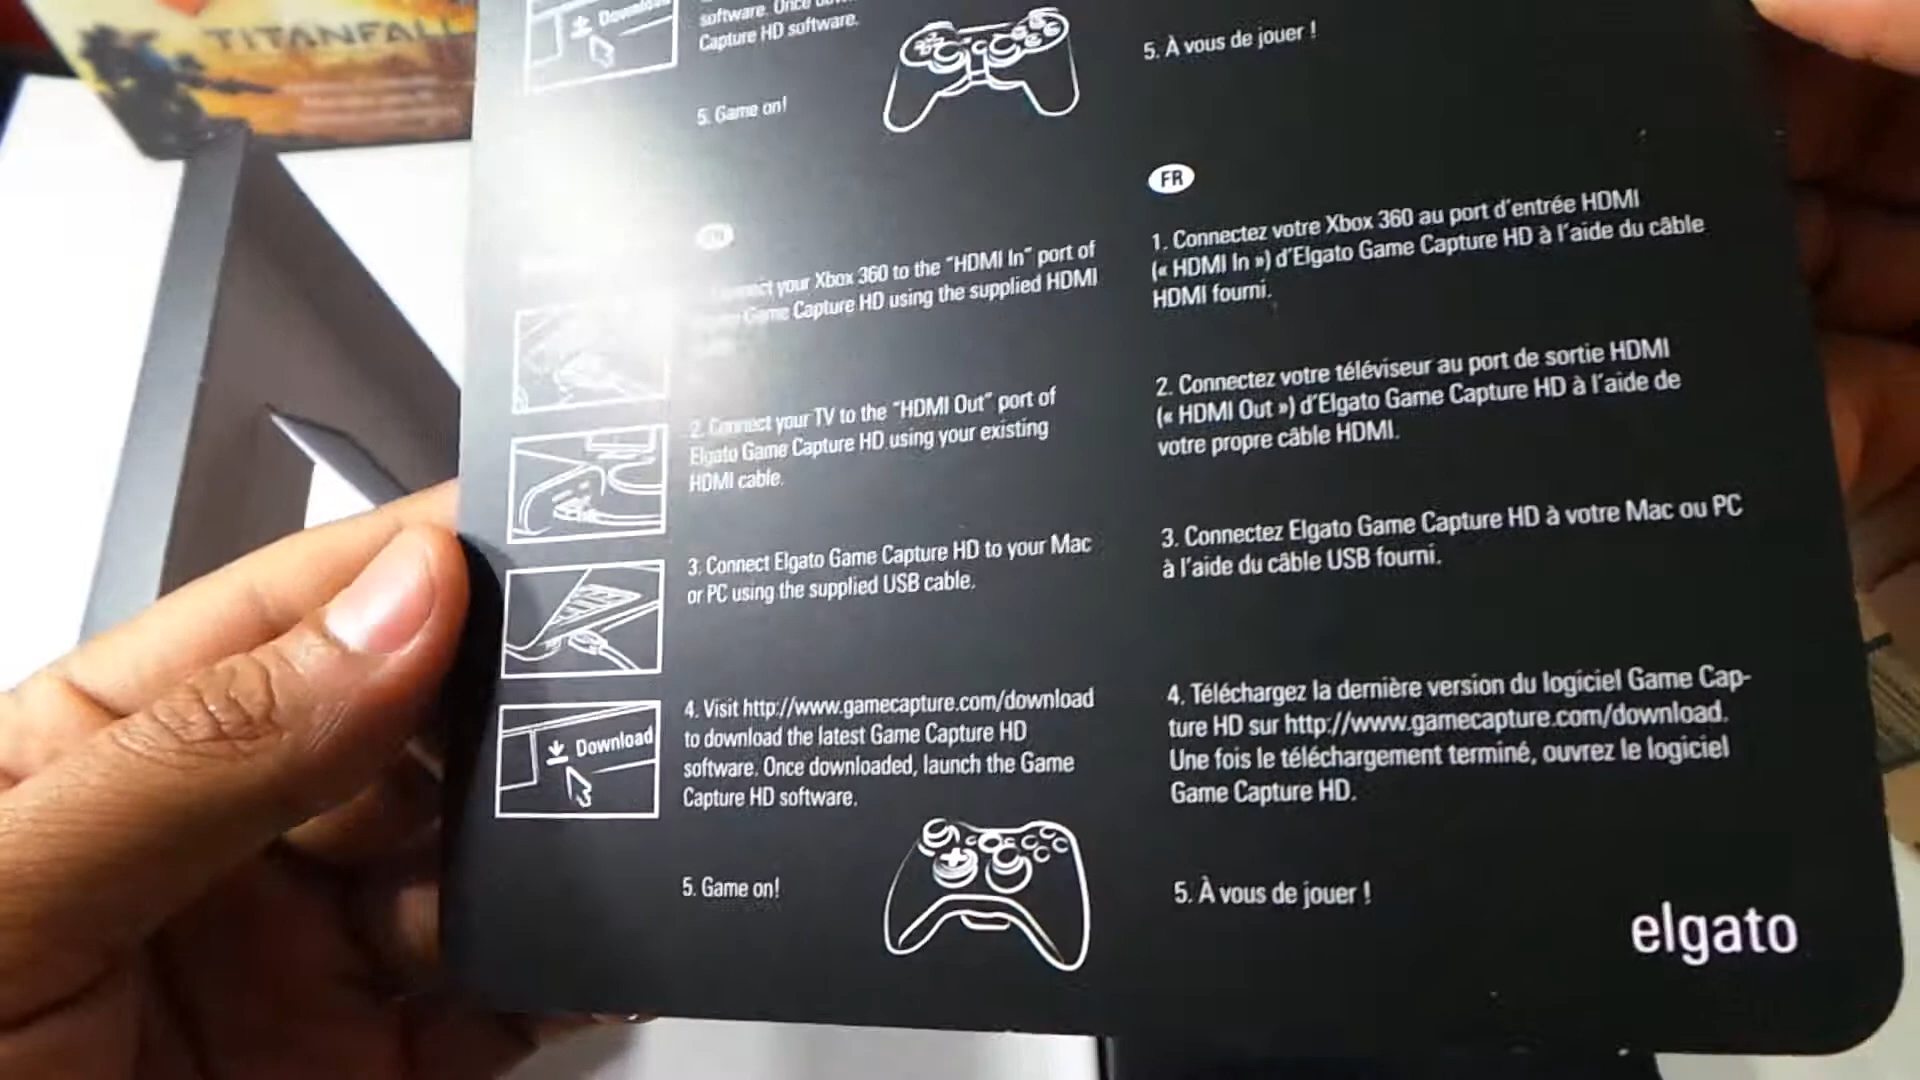 TITANFALL
Download
software. Once
Capture HD software.
5. Game on!
5. À vous de jouer !
EN
your Xbox 360 to the "HDMI In" port of
Game Capture HD using the supplied HDMI
2. Connect your TV to the "HDMI Out" port of
Elgato Game Capture HD using your existing
HDMI cable.
3. Connect Elgato Game Capture HD to your Mac
or PC using the supplied USB cable.
4. Visit http://www.gamecapture.com/download
to download the latest Game Capture HD
software. Once downloaded, launch the Game
Capture HD software.
Download
5. Game on!
FR
1. Connectez votre Xbox 360 au port d'entrée HDMI
(« HDMI In ») d'Elgato Game Capture HD à l'aide du câble
HDMI fourni.
2. Connectez votre téléviseur au port de sortie HDMI
(« HDMI Out ») d'Elgato Game Capture HD à l'aide de
votre propre câble HDMI.
3. Connectez Elgato Game Capture HD à votre Mac ou PC
à l'aide du câble USB fourni.
4. Téléchargez la dernière version du logiciel Game Cap-
ture HD sur http://www.gamecapture.com/download.
Une fois le téléchargement terminé, ouvrez le logiciel
Game Capture HD.
5. À vous de jouer !
elgato